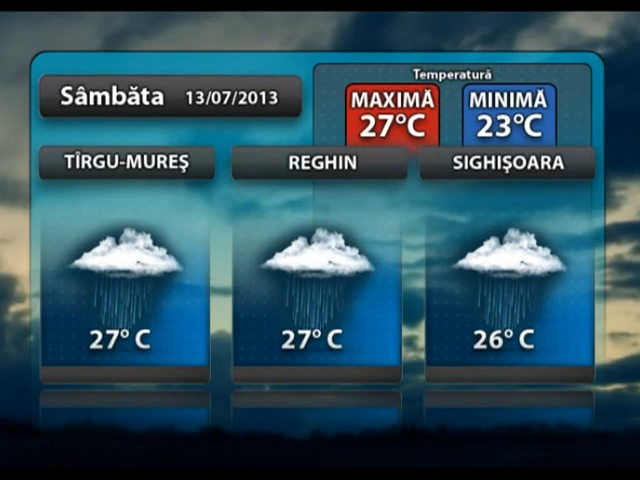 Temperatură
Sâmbăta 13/07/2013
MAXIMĂ MINIMĂ
27°C 23°C
TÎRGU-MUREŞ REGHIN SIGHIŞOARA
27° C 27° C 26° C